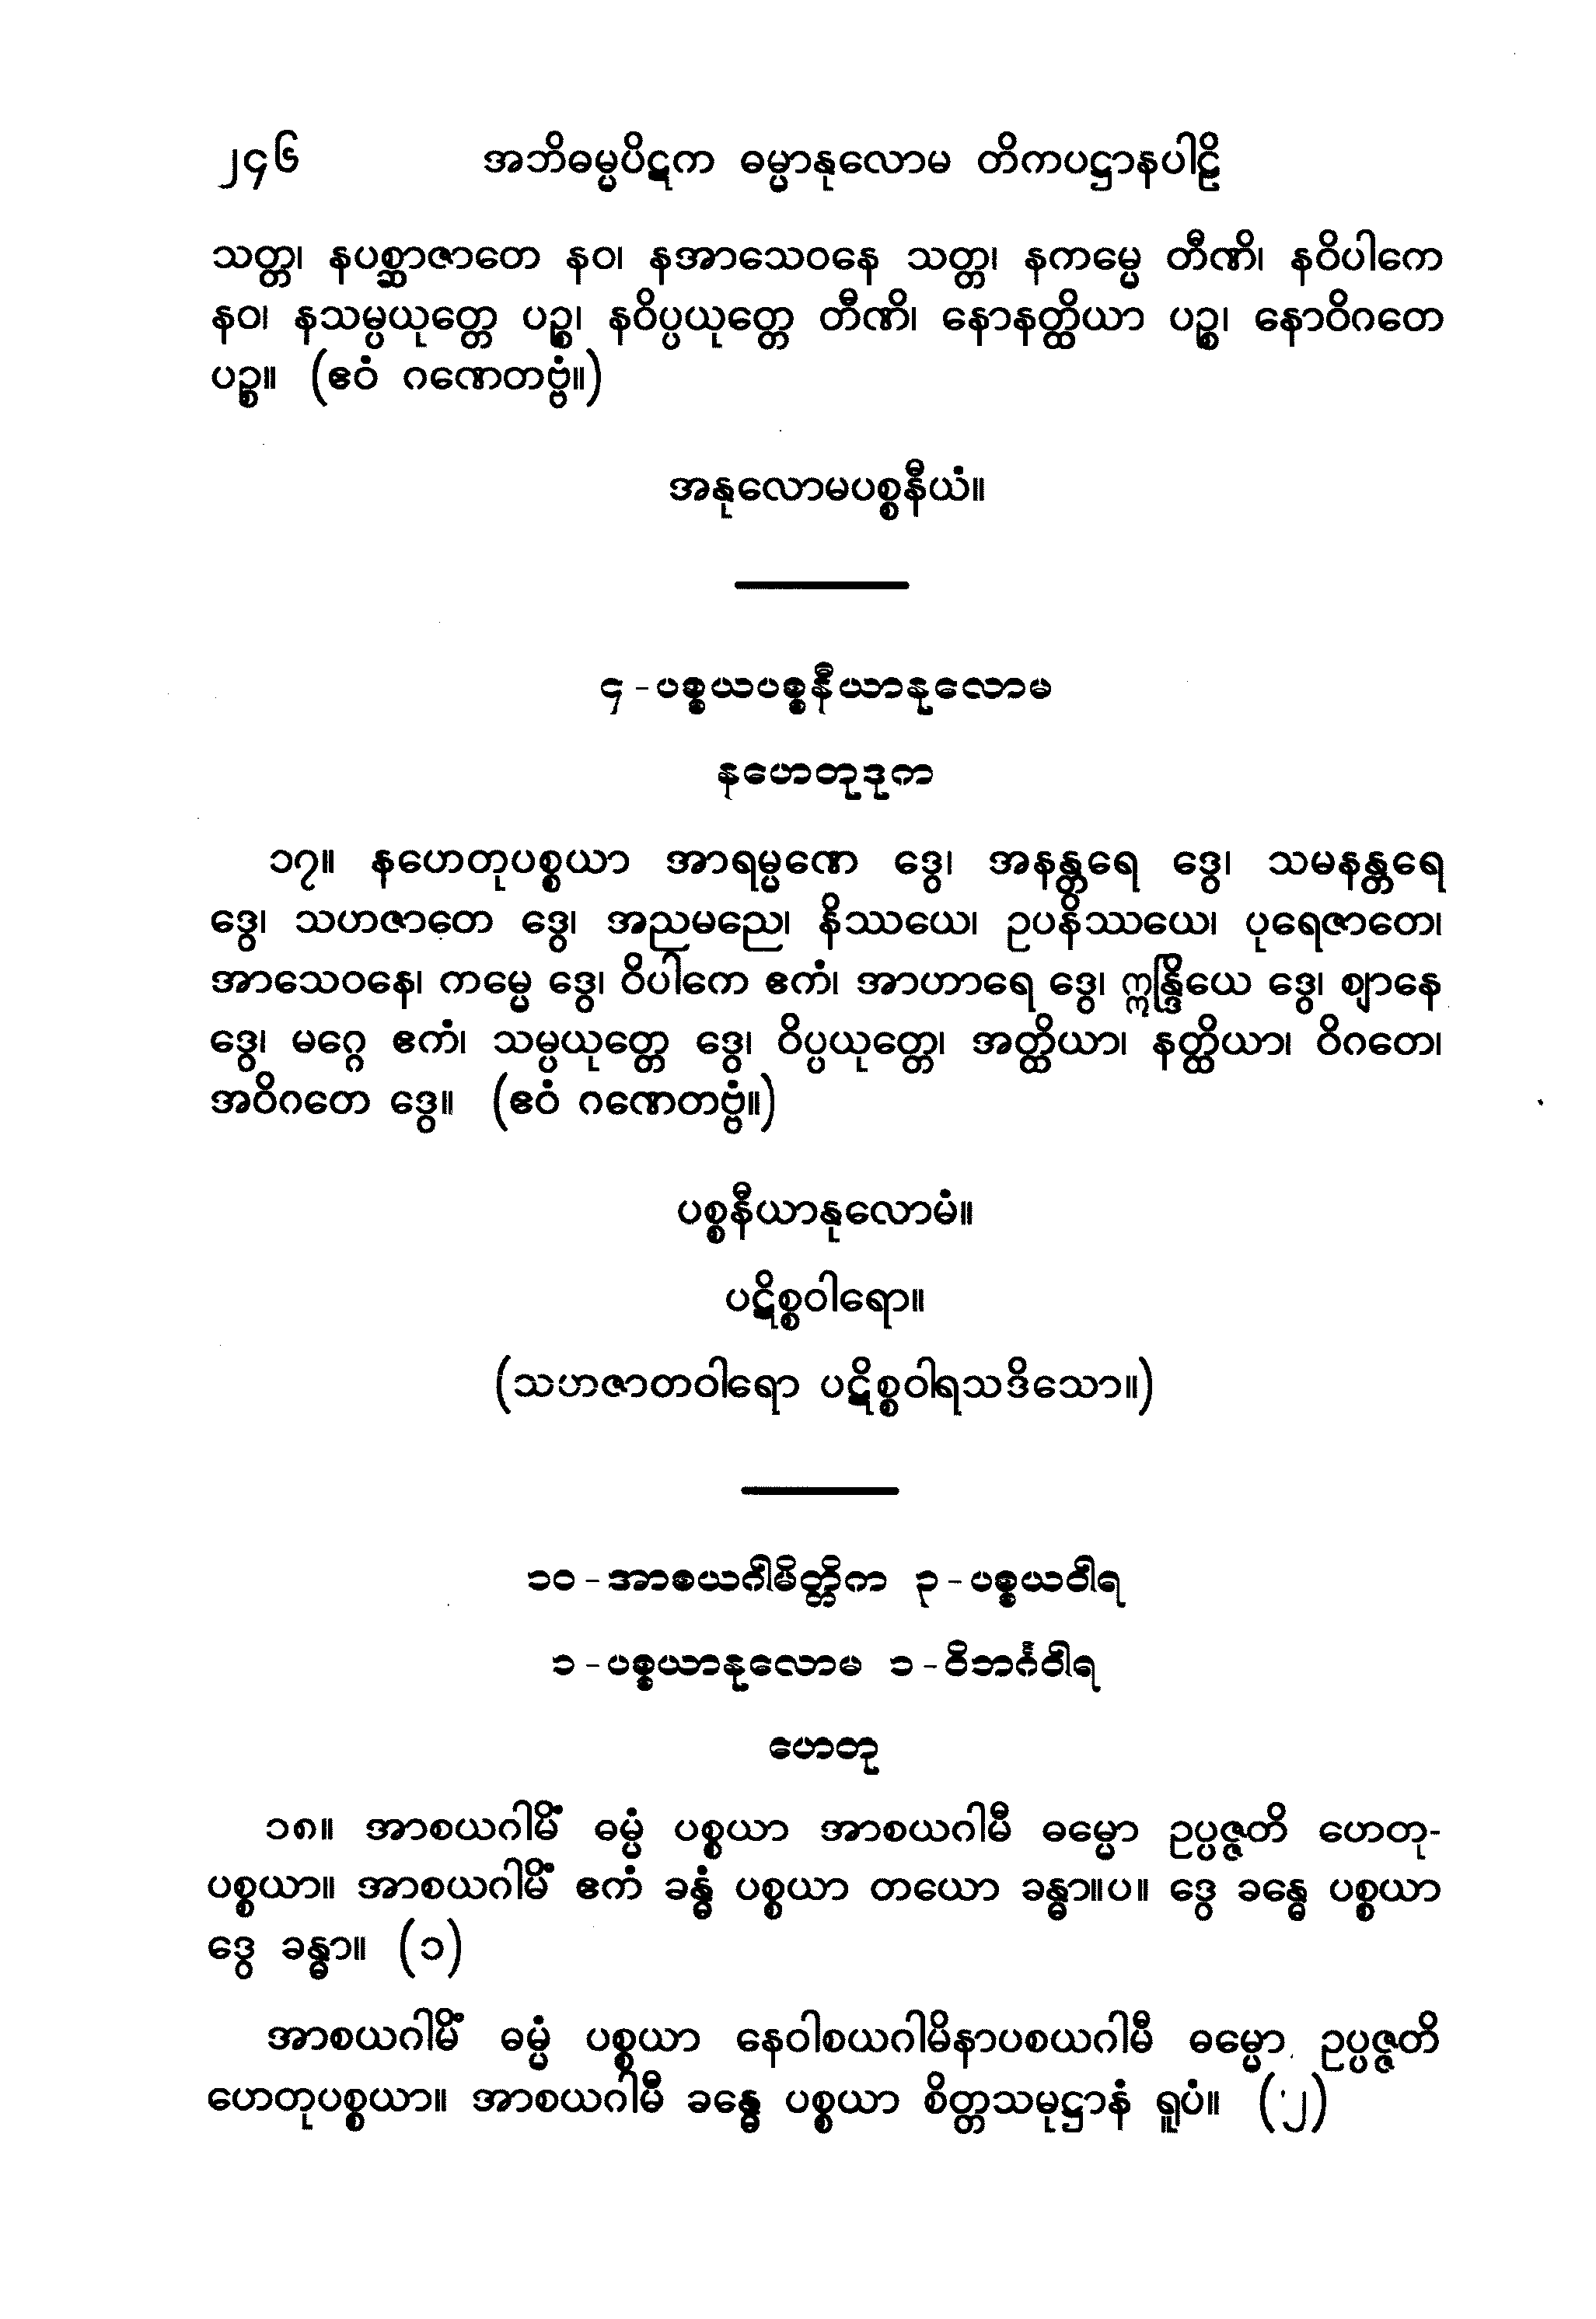 ၂၄၆ အဘိဓမ္မပိဋက ဓမ္မာနုလောမ တိကပဋ္ဌာနပါဠိ
သတ္တ၊ နပစ္ဆာဇာတေ နဝ၊ နအာသေဝနေ သတ္တ၊ နကမ္မေ တီဏိ၊ နဝိပါကေ
နဝ၊ နသမ္ပယုတ္တေ ပဉ္စ၊ နဝိပ္ပယုတ္တေ တီဏိ၊ နောနတ္ထိယာ ပဉ္စ၊ နောဝိဂတေ
ပဉ္စ။ (ဧဝံ ဂဏေတဗ္ဗံ။)
အနုလောမပစ္စနီယံ။
၄ - ပစ္စယပစ္စနီယာနုလောမ
နဟေတုဒုက
၁၇။ နဟေတုပစ္စယာ အာရမ္မဏေ ဒွေ၊ အနန္တရေ ဒွေ၊ သမနန္တရေ
ဒွေ၊ သဟဇာတေ ဒွေ၊ အညမညေ၊ နိဿယေ၊ ဥပနိဿယေ၊ ပုရေဇာတေ၊
အာသေဝနေ၊ ကမ္မေ ဒွေ၊ ဝိပါကေ ဧကံ၊ အာဟာရေ ဒွေ၊ ဣန္ဒြိယေ ဒွေ၊ ဈာနေ
ဒွေ၊ မဂ္ဂေ ဧကံ၊ သမ္ပယုတ္တေ ဒွေ၊ ဝိပ္ပယုတ္တေ၊ အတ္ထိယာ၊ နတ္ထိယာ၊ ဝိဂတေ၊
အဝိဂတေ ဒွေ။ (ဧဝံ ဂဏေတဗ္ဗံ။)
ပစ္စနီယာနုလောမံ။
ပဋိစ္စဝါရော။
(သဟဇာတဝါရော ပဋိစ္စဝါရသဒိသော။)
၁၀ - အာစယဂါမိတ္တိက ၃ - ပစ္စယဝါရ
၁ - ပစ္စယာနုလောမ ၁ - ဝိဘင်္ဂဝါရ
ဟေတု
၁၈။ အာစယဂါမိံ ဓမ္မံ ပစ္စယာ အာစယဂါမီ ဓမ္မော ဥပ္ပဇ္ဇတိ ဟေတု-
ပစ္စယာ။ အာစယဂါမိံ ဧကံ ခန္ဓံ ပစ္စယာ တယော ခန္ဓာ။ပ။ ဒွေ ခန္ဓေ ပစ္စယာ
ဒွေ ခန္ဓာ။ (၁)
အာစယဂါမိံ ဓမ္မံ ပစ္စယာ နေဝါစယဂါမိနာပစယဂါမီ ဓမ္မော ဥပ္ပဇ္ဇတိ
ဟေတုပစ္စယာ။ အာစယဂါမီ ခန္ဓေ ပစ္စယာ စိတ္တသမုဋ္ဌာနံ ရူပံ။ (၂)